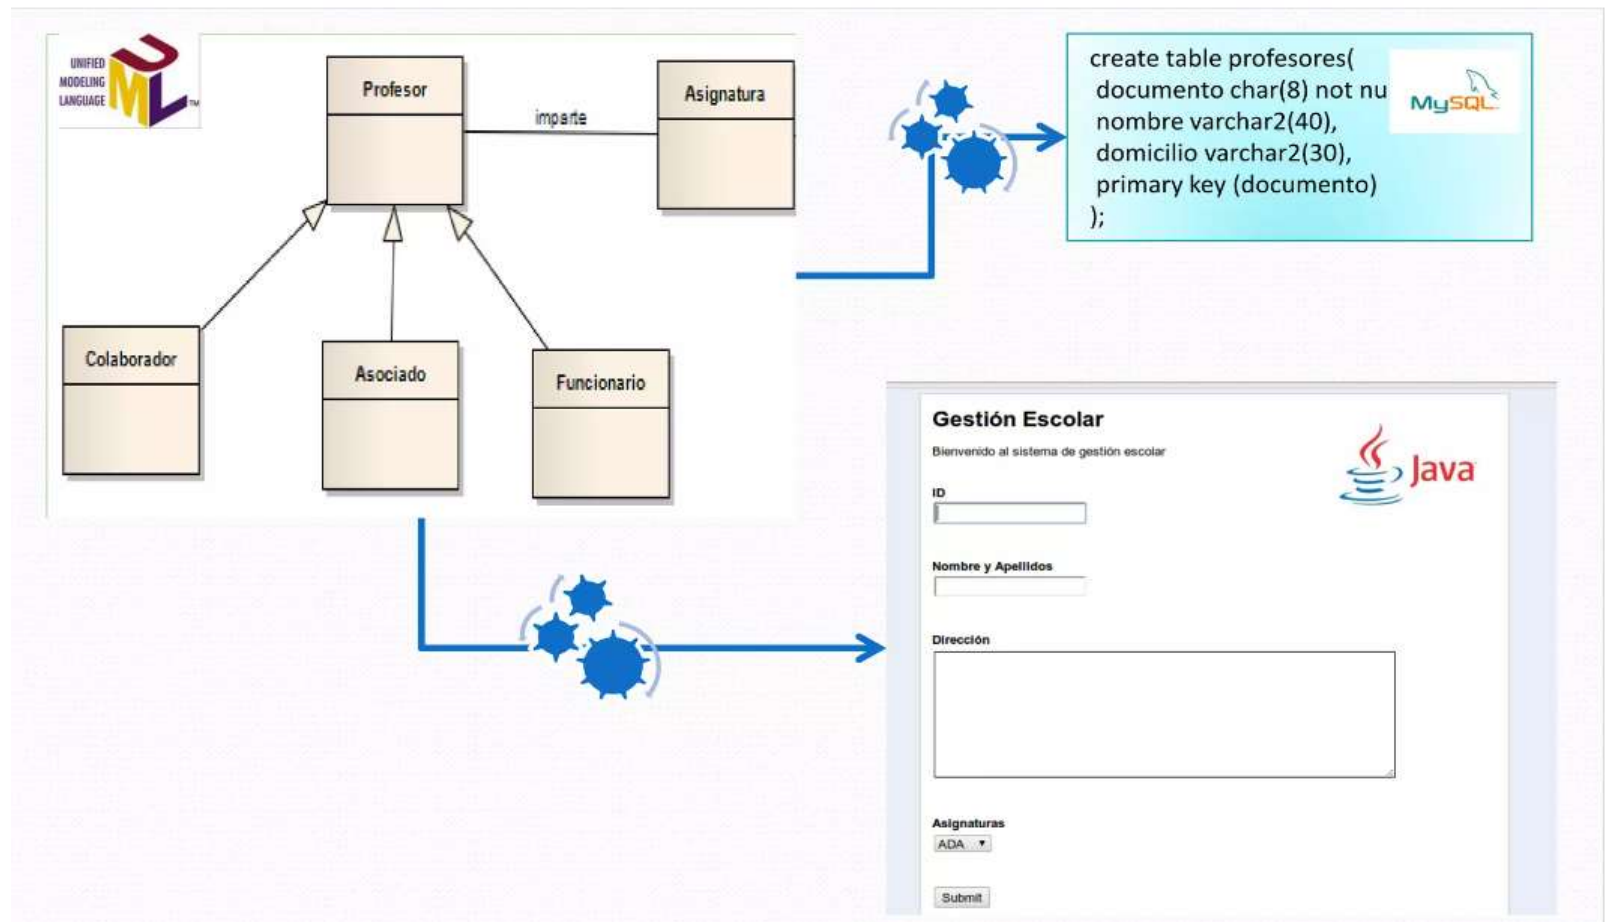 UNIFIED
MODELING
LANGUAGE
UML
TM
Profesor
imparte
Asignatura
Colaborador
Asociado
Funcionario
create table profesores(
documento char(8) not nu
nombre varchar2(40),
domicilio varchar2(30),
primary key (documento)
);
MySQL
Gestión Escolar
Bienvenido al sistema de gestión escolar
Java
ID
Nombre y Apellidos
Dirección
Asignaturas
ADA
Submit